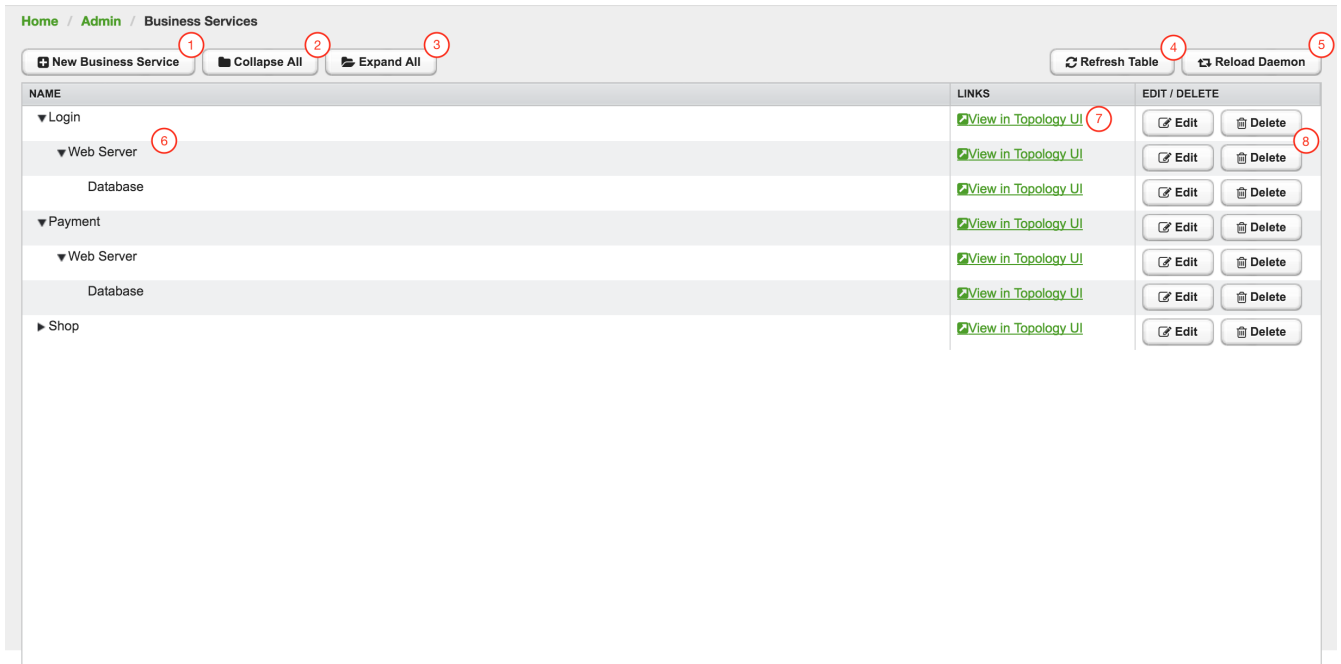 Home / Admin / Business Services
1 2 3 4 5
New Business Service Collapse All Expand All Refresh Table Reload Daemon
NAME LINKS EDIT / DELETE
Login View in Topology UI 7 Edit Delete
6 8
Web Server View in Topology UI Edit Delete
Database View in Topology UI Edit Delete
Payment View in Topology UI Edit Delete
Web Server View in Topology UI Edit Delete
Database View in Topology UI Edit Delete
Shop View in Topology UI Edit Delete